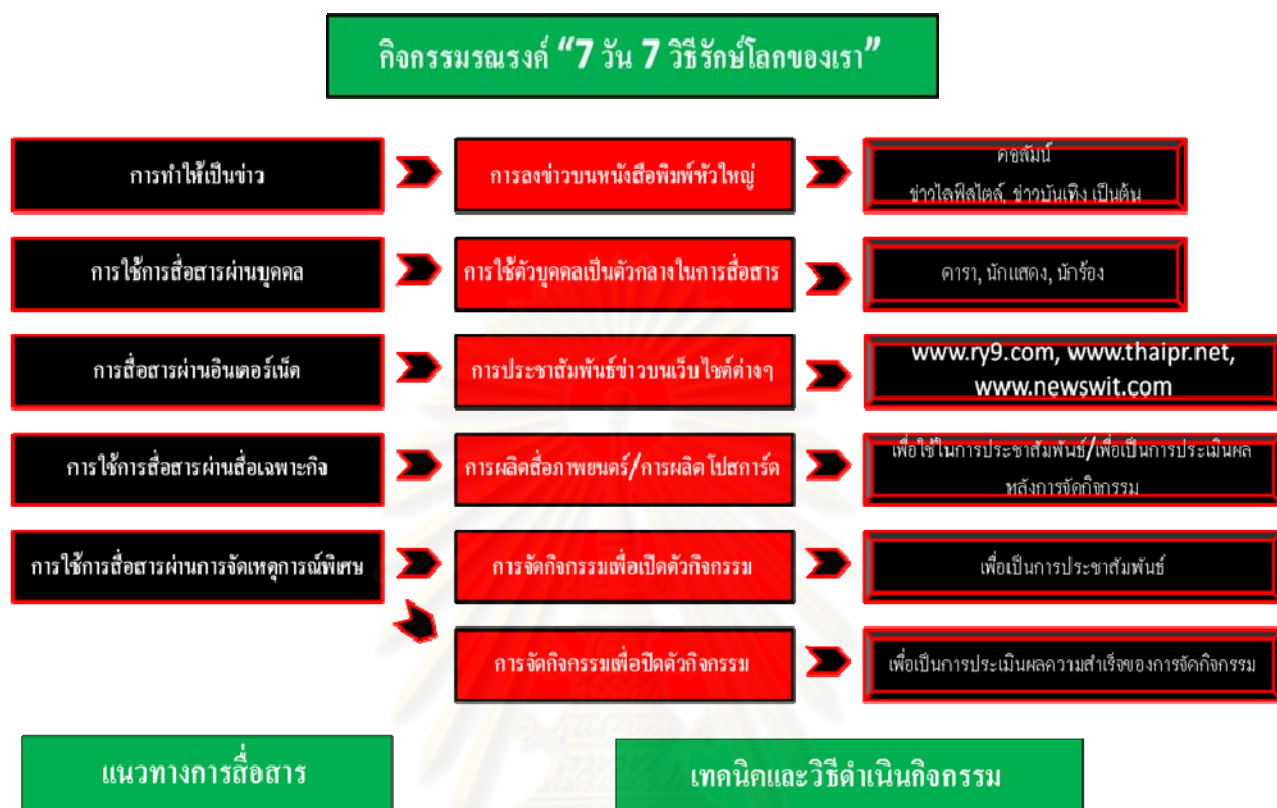 กิจกรรมรณรงค์ “7 วัน 7 วิธีรักษ์โลกของเรา”
การทำให้เป็นข่าว
การลงข่าวบนหนังสือพิมพ์หัวใหญ่
คอลัมน์
ข่าวไลฟ์สไตล์, ข่าวบันเทิง เป็นต้น
การใช้การสื่อสารผ่านบุคคล
การใช้ตัวบุคคลเป็นตัวกลางในการสื่อสาร
ดารา, นักแสดง, นักร้อง
การสื่อสารผ่านอินเตอร์เน็ต
การประชาสัมพันธ์ข่าวบนเว็บไซต์ต่างๆ
www.ry9.com, www.thaipr.net,
www.newswit.com
การใช้การสื่อสารผ่านสื่อเฉพาะกิจ
การผลิตสื่อภาพยนตร์/การผลิตโปสการ์ด
เพื่อใช้ในการประชาสัมพันธ์/เพื่อเป็นการประเมินผล
หลังการจัดกิจกรรม
การใช้การสื่อสารผ่านการจัดเหตุการณ์พิเศษ
การจัดกิจกรรมเพื่อเปิดตัวกิจกรรม
เพื่อเป็นการประชาสัมพันธ์
การจัดกิจกรรมเพื่อปิดตัวกิจกรรม
เพื่อเป็นการประเมินผลความสำเร็จของการจัดกิจกรรม
แนวทางการสื่อสาร
เทคนิคและวิธีดำเนินกิจกรรม